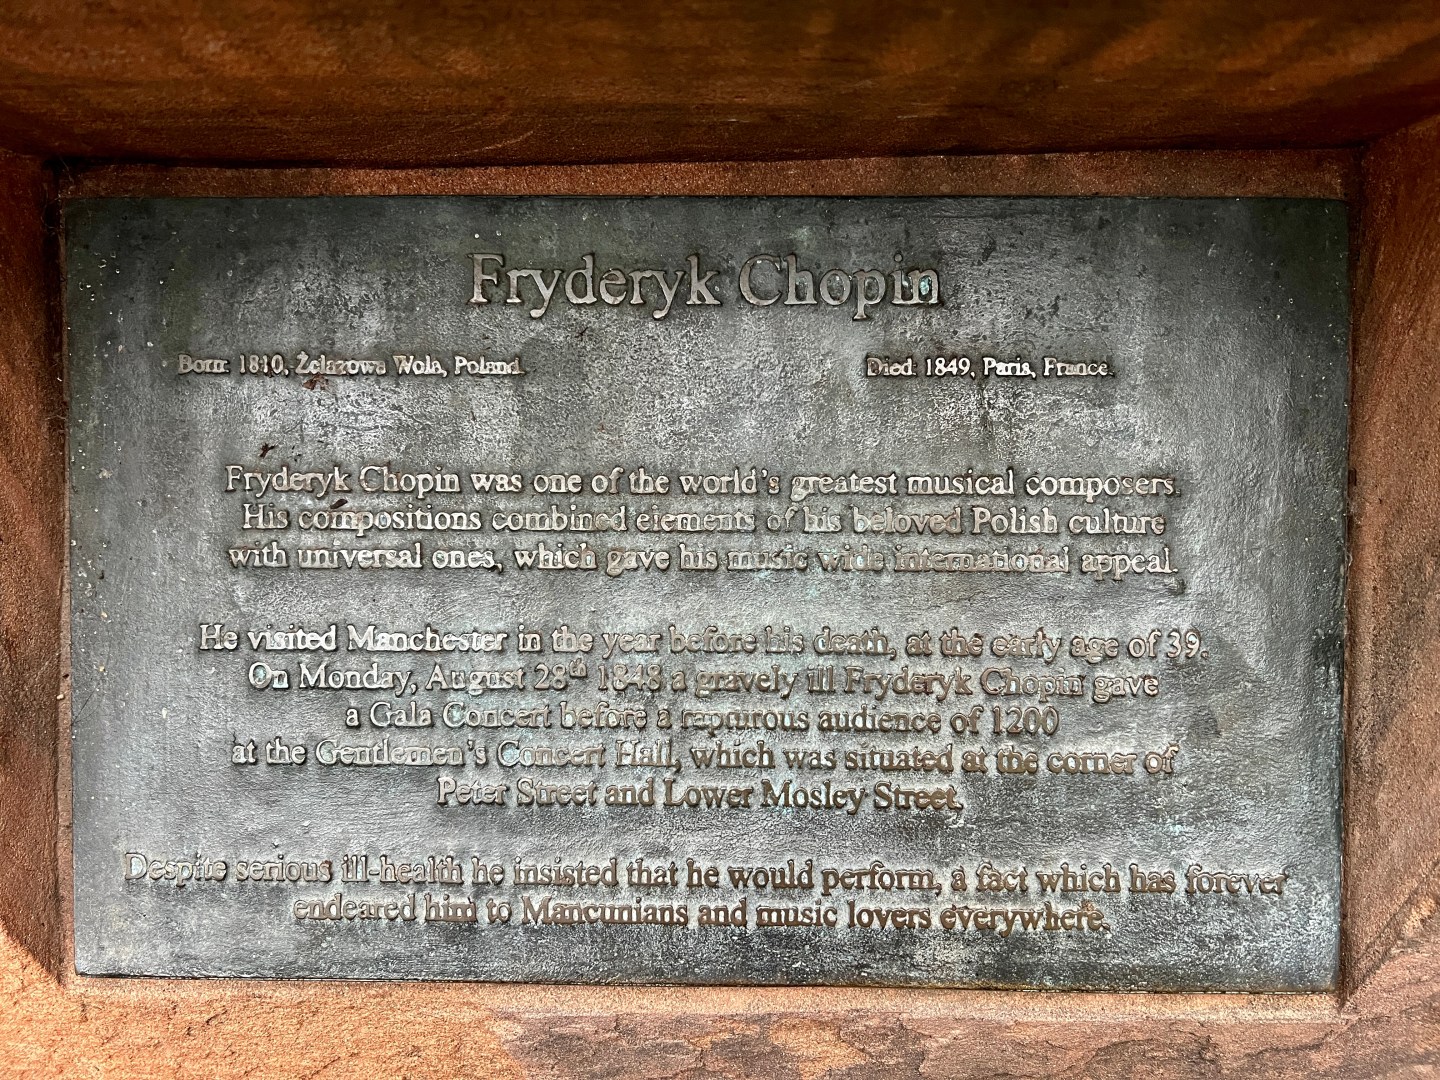 Fryderyk Chopin
Born: 1810, Żelazowa Wola, Poland. Died: 1849, Paris, France.
Fryderyk Chopin was one of the world's greatest musical composers.
His compositions combined elements of his beloved Polish culture
with universal ones, which gave his music wide international appeal.
He visited Manchester in the year before his death, at the early age of 39.
On Monday, August 28th 1848 a gravely ill Fryderyk Chopin gave
a Gala Concert before a rapturous audience of 1200
at the Gentlemen's Concert Hall, which was situated at the corner of
Peter Street and Lower Mosley Street.
Despite serious ill-health he insisted that he would perform, a fact which has forever
endeared him to Mancunians and music lovers everywhere.